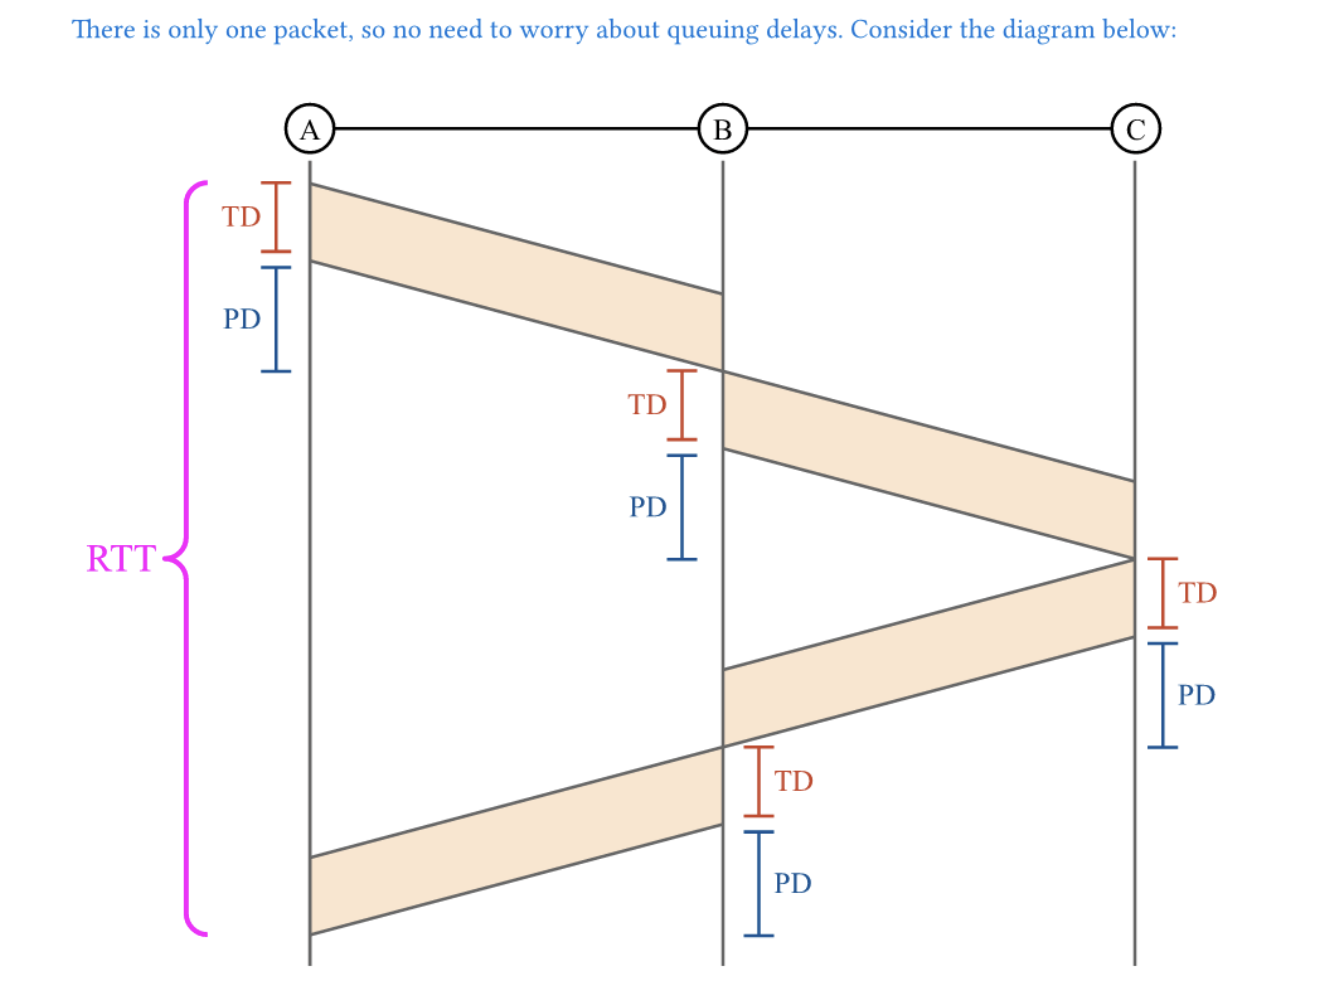 There is only one packet, so no need to worry about queuing delays. Consider the diagram below:
A B C
TD
PD
TD
PD
RTT
TD
PD
TD
PD